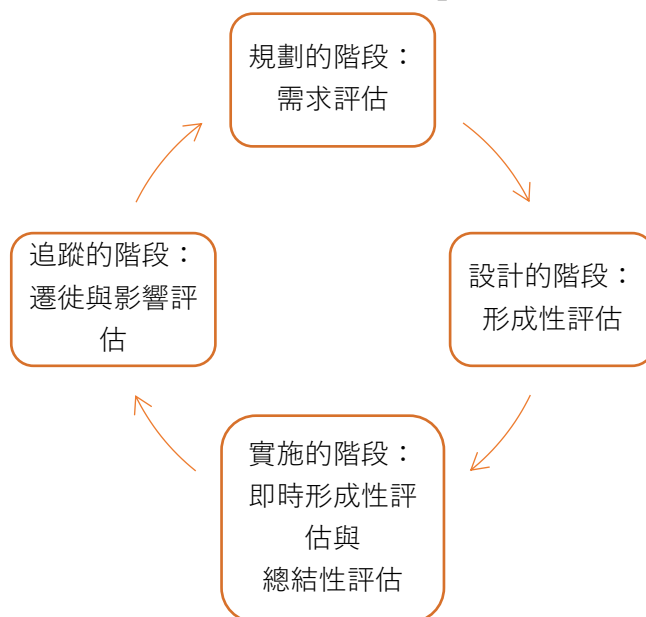 規劃的階段：
需求評估
設計的階段：
形成性評估
實施的階段：
即時形成性評
估與
總結性評估
追蹤的階段：
遷徙與影響評
估